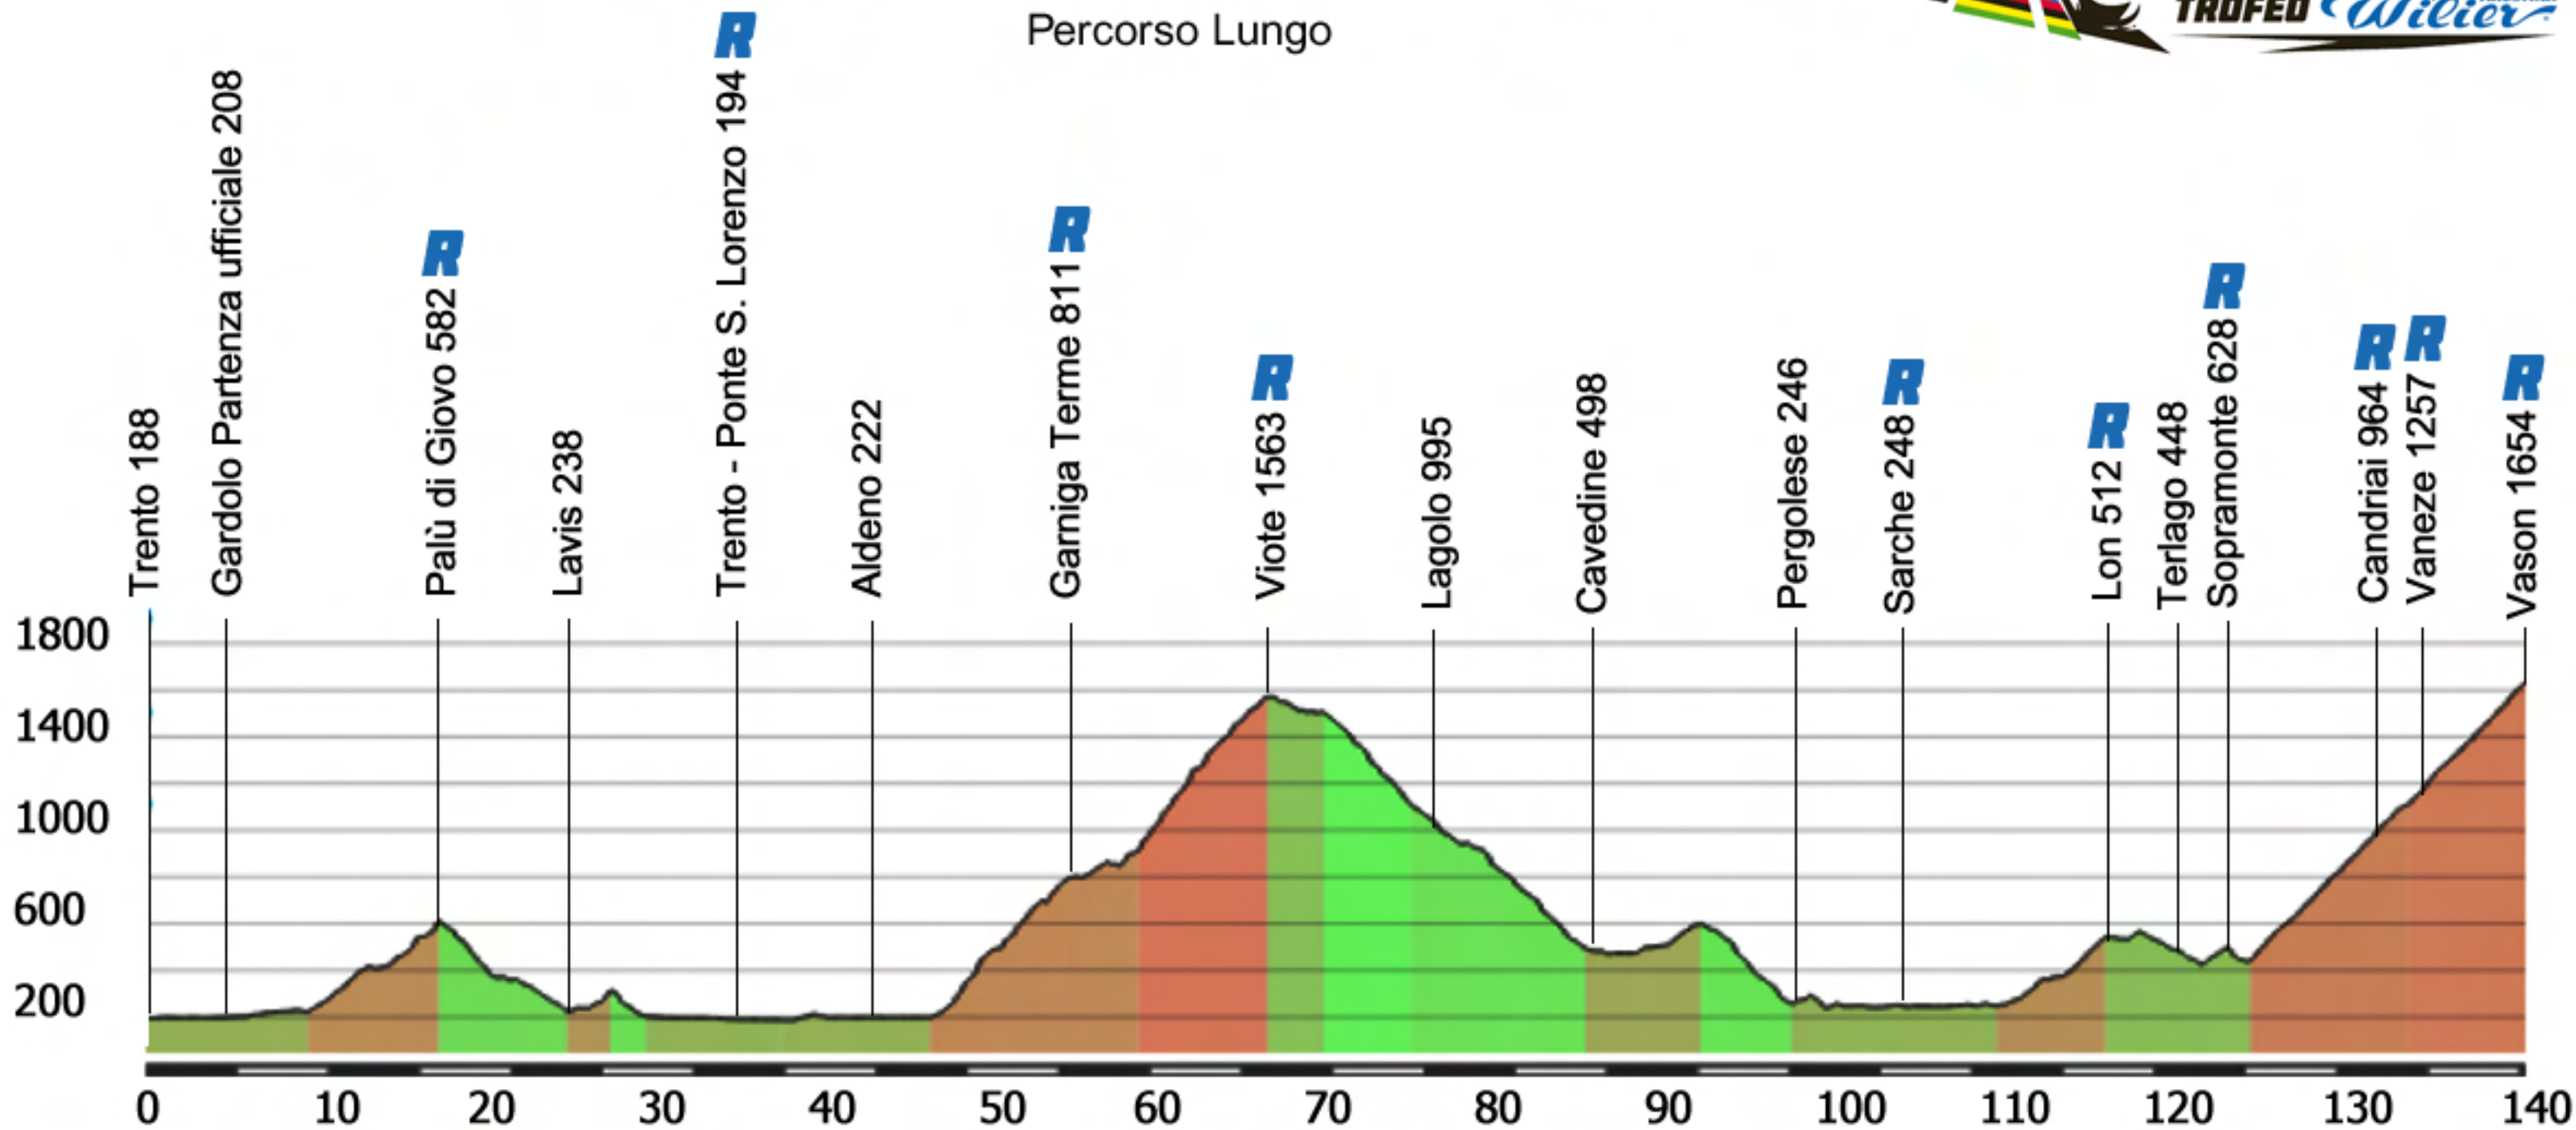 Percorso Lungo
TROFEO Wilier
Trento 188
Gardolo Partenza ufficiale 208
Palù di Giovo 582 R
Lavis 238
Trento - Ponte S. Lorenzo 194 R
Aldeno 222
Garniga Terme 811 R
Viote 1563 R
Lagolo 995
Cavedine 498
Pergolese 246
Sarche 248 R
Lon 512 R
Terlago 448
Sopramonte 628 R
Candriai 964 R
Vaneze 1257 R
Vason 1654 R
1800
1400
1000
600
200
0 10 20 30 40 50 60 70 80 90 100 110 120 130 140